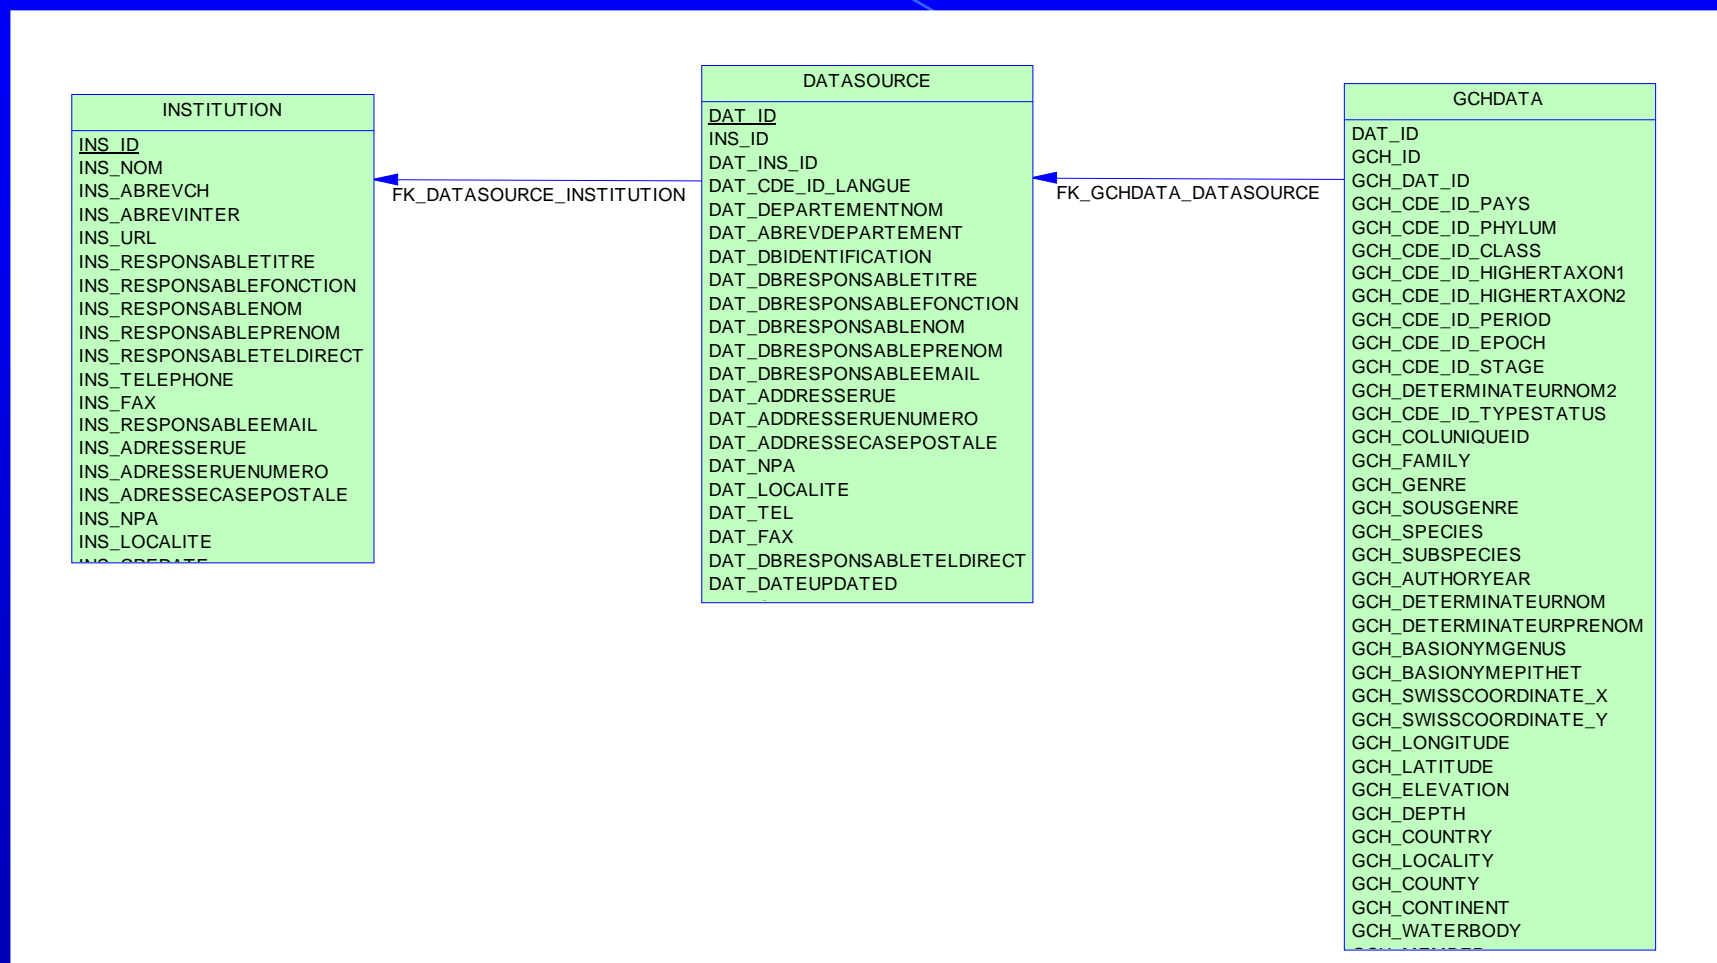 INSTITUTION
INS_ID
INS_NOM
INS_ABREVCH
INS_ABREVINTER
INS_URL
INS_RESPONSABLETITRE
INS_RESPONSABLEFONCTION
INS_RESPONSABLENOM
INS_RESPONSABLEPRENOM
INS_RESPONSABLETELDIRECT
INS_TELEPHONE
INS_FAX
INS_RESPONSABLEEMAIL
INS_ADRESSERUE
INS_ADRESSERUENUMERO
INS_ADRESSECASEPOSTALE
INS_NPA
INS_LOCALITE
FK_DATASOURCE_INSTITUTION
DATASOURCE
DAT_ID
INS_ID
DAT_INS_ID
DAT_CDE_ID_LANGUE
DAT_DEPARTEMENTNOM
DAT_ABREVDEPARTEMENT
DAT_DBIDENTIFICATION
DAT_DBRESPONSABLETITRE
DAT_DBRESPONSABLEFONCTION
DAT_DBRESPONSABLENOM
DAT_DBRESPONSABLEPRENOM
DAT_DBRESPONSABLEEMAIL
DAT_ADDRESSERUE
DAT_ADDRESSERUENUMERO
DAT_ADDRESSECASEPOSTALE
DAT_NPA
DAT_LOCALITE
DAT_TEL
DAT_FAX
DAT_DBRESPONSABLETELDIRECT
DAT_DATEUPDATED
FK_GCHDATA_DATASOURCE
GCHDATA
DAT_ID
GCH_ID
GCH_DAT_ID
GCH_CDE_ID_PAYS
GCH_CDE_ID_PHYLUM
GCH_CDE_ID_CLASS
GCH_CDE_ID_HIGHERTAXON1
GCH_CDE_ID_HIGHERTAXON2
GCH_CDE_ID_PERIOD
GCH_CDE_ID_EPOCH
GCH_CDE_ID_STAGE
GCH_DETERMINATEURNOM2
GCH_CDE_ID_TYPESTATUS
GCH_COLUNIQUEID
GCH_FAMILY
GCH_GENRE
GCH_SOUSGENRE
GCH_SPECIES
GCH_SUBSPECIES
GCH_AUTHORYEAR
GCH_DETERMINATEURNOM
GCH_DETERMINATEURPRENOM
GCH_BASIONYMGENUS
GCH_BASIONYMEPITHET
GCH_SWISSCOORDINATE_X
GCH_SWISSCOORDINATE_Y
GCH_LONGITUDE
GCH_LATITUDE
GCH_ELEVATION
GCH_DEPTH
GCH_COUNTRY
GCH_LOCALITY
GCH_COUNTY
GCH_CONTINENT
GCH_WATERBODY